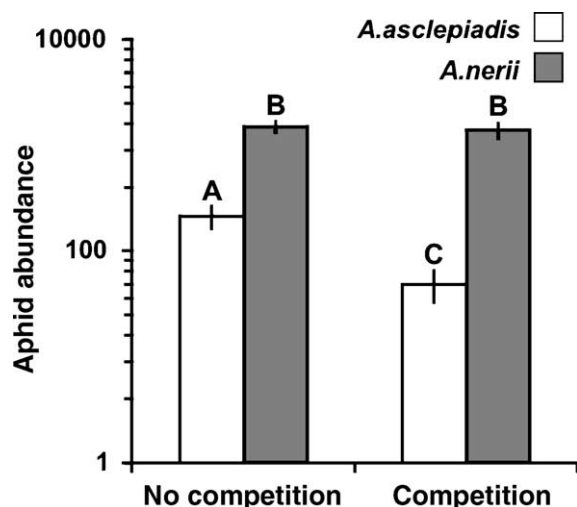 10000
A.asclepiadis
A.nerii
B
B
A
100
C
Aphid abundance
1
No competition
Competition